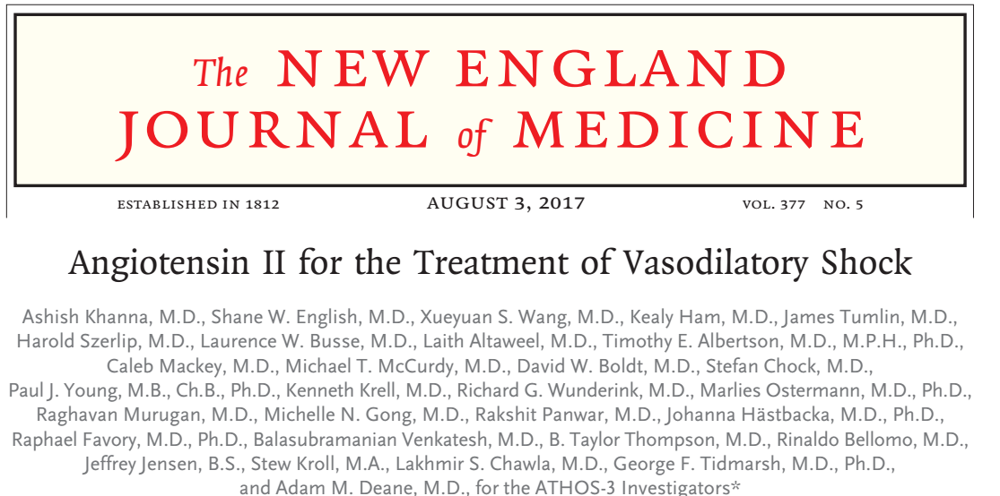 The NEW ENGLAND
JOURNAL of MEDICINE
ESTABLISHED IN 1812 AUGUST 3, 2017 VOL. 377 NO. 5
Angiotensin II for the Treatment of Vasodilatory Shock
Ashish Khanna, M.D., Shane W. English, M.D., Xueyuan S. Wang, M.D., Kealy Ham, M.D., James Tumlin, M.D.,
Harold Szerlip, M.D., Laurence W. Busse, M.D., Laith Altaweel, M.D., Timothy E. Albertson, M.D., M.P.H., Ph.D.,
Caleb Mackey, M.D., Michael T. McCurdy, M.D., David W. Boldt, M.D., Stefan Chock, M.D.,
Paul J. Young, M.B., Ch.B., Ph.D., Kenneth Krell, M.D., Richard G. Wunderink, M.D., Marlies Ostermann, M.D., Ph.D.,
Raghavan Murugan, M.D., Michelle N. Gong, M.D., Rakshit Panwar, M.D., Johanna Hästbacka, M.D., Ph.D.,
Raphael Favory, M.D., Ph.D., Balasubramanian Venkatesh, M.D., B. Taylor Thompson, M.D., Rinaldo Bellomo, M.D.,
Jeffrey Jensen, B.S., Stew Kroll, M.A., Lakhmir S. Chawla, M.D., George F. Tidmarsh, M.D., Ph.D.,
and Adam M. Deane, M.D., for the ATHOS-3 Investigators*